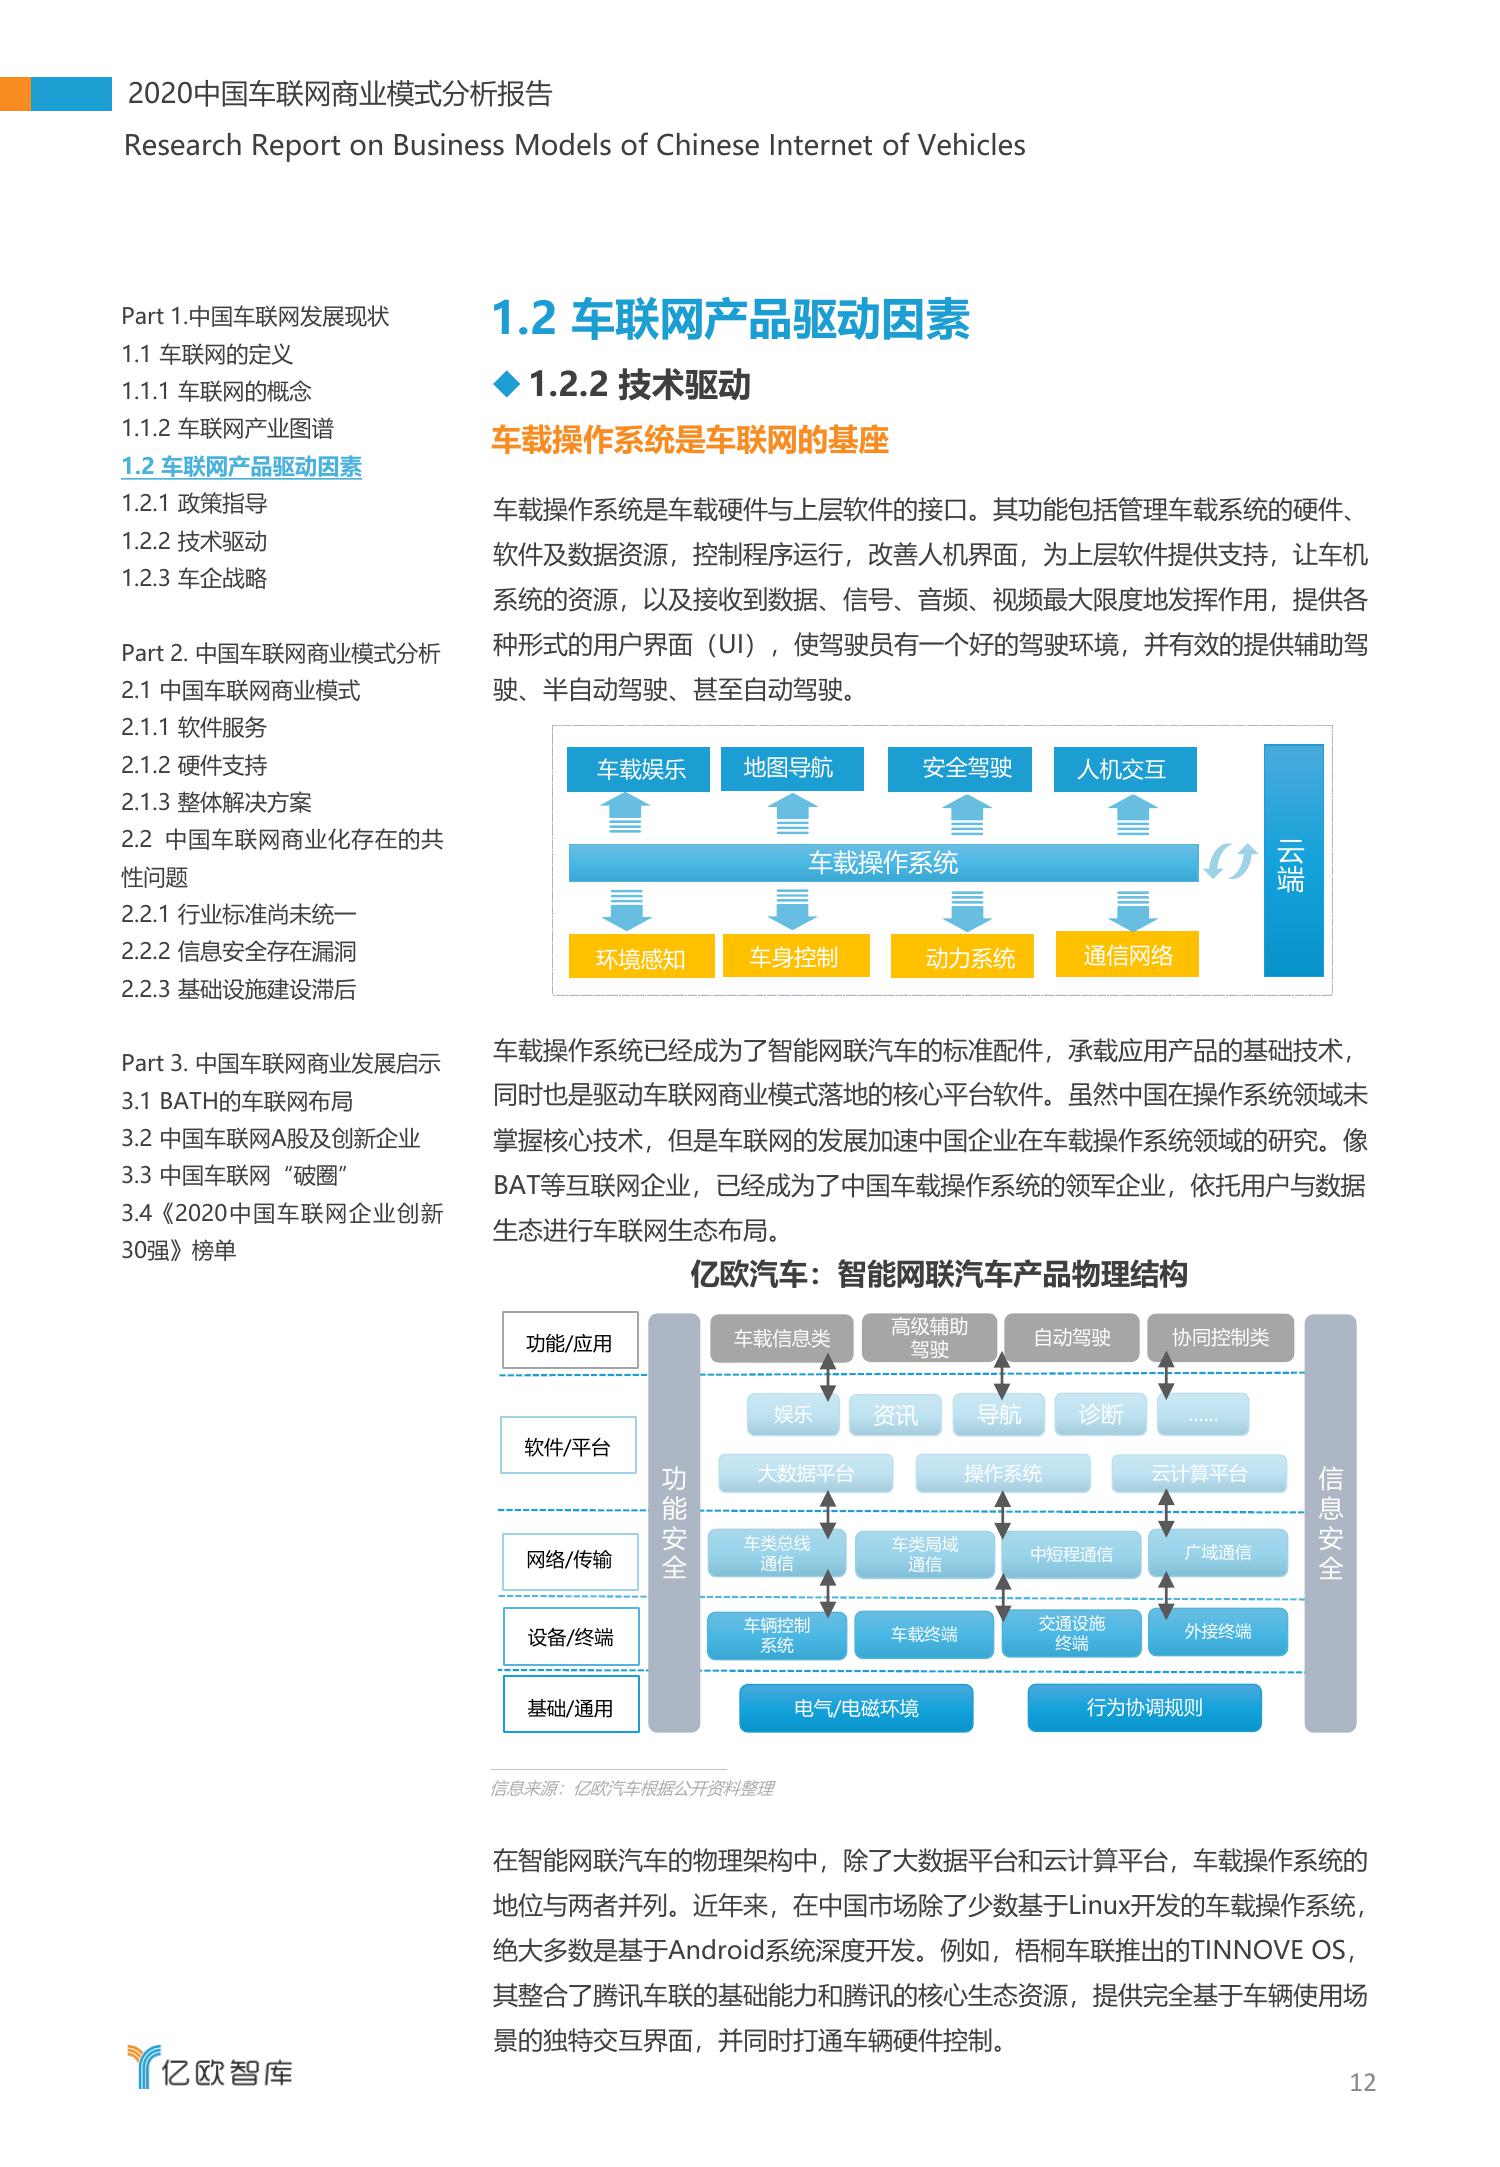 2020中国车联网商业模式分析报告
Research Report on Business Models of Chinese Internet of Vehicles
Part 1.中国车联网发展现状
1.1 车联网的定义
1.1.1 车联网的概念
1.1.2 车联网产业图谱
1.2 车联网产品驱动因素
1.2.1 政策指导
1.2.2 技术驱动
1.2.3 车企战略
Part 2. 中国车联网商业模式分析
2.1 中国车联网商业模式
2.1.1 软件服务
2.1.2 硬件支持
2.1.3 整体解决方案
2.2 中国车联网商业化存在的共
性问题
2.2.1 行业标准尚未统一
2.2.2 信息安全存在漏洞
2.2.3 基础设施建设滞后
Part 3. 中国车联网商业发展启示
3.1 BATH的车联网布局
3.2 中国车联网A股及创新企业
3.3 中国车联网“破圈”
3.4《2020中国车联网企业创新
30强》榜单
1.2 车联网产品驱动因素
◆ 1.2.2 技术驱动
车载操作系统是车联网的基座
车载操作系统是车载硬件与上层软件的接口。其功能包括管理车载系统的硬件、
软件及数据资源，控制程序运行，改善人机界面，为上层软件提供支持，让车机
系统的资源，以及接收到数据、信号、音频、视频最大限度地发挥作用，提供各
种形式的用户界面（UI），使驾驶员有一个好的驾驶环境，并有效的提供辅助驾
驶、半自动驾驶、甚至自动驾驶。
车载娱乐 地图导航 安全驾驶 人机交互
车载操作系统
云端
环境感知 车身控制 动力系统 通信网络
车载操作系统已经成为了智能网联汽车的标准配件，承载应用产品的基础技术，
同时也是驱动车联网商业模式落地的核心平台软件。虽然中国在操作系统领域未
掌握核心技术，但是车联网的发展加速中国企业在车载操作系统领域的研究。像
BAT等互联网企业，已经成为了中国车载操作系统的领军企业，依托用户与数据
生态进行车联网生态布局。
亿欧汽车：智能网联汽车产品物理结构
功能/应用
车载信息类
高级辅助
驾驶
自动驾驶
协同控制类
软件/平台
娱乐 资讯 导航 诊断 ......
大数据平台 操作系统 云计算平台
功能安全
信息安全
网络/传输
车类总线
通信
车类局域
通信
中短程通信
广域通信
设备/终端
车辆控制
系统
车载终端
交通设施
终端
外接终端
基础/通用
电气/电磁环境 行为协调规则
信息来源：亿欧汽车根据公开资料整理
在智能网联汽车的物理架构中，除了大数据平台和云计算平台，车载操作系统的
地位与两者并列。近年来，在中国市场除了少数基于Linux开发的车载操作系统，
绝大多数是基于Android系统深度开发。例如，梧桐车联推出的TINNOVE OS，
其整合了腾讯车联的基础能力和腾讯的核心生态资源，提供完全基于车辆使用场
景的独特交互界面，并同时打通车辆硬件控制。
亿欧智库
12